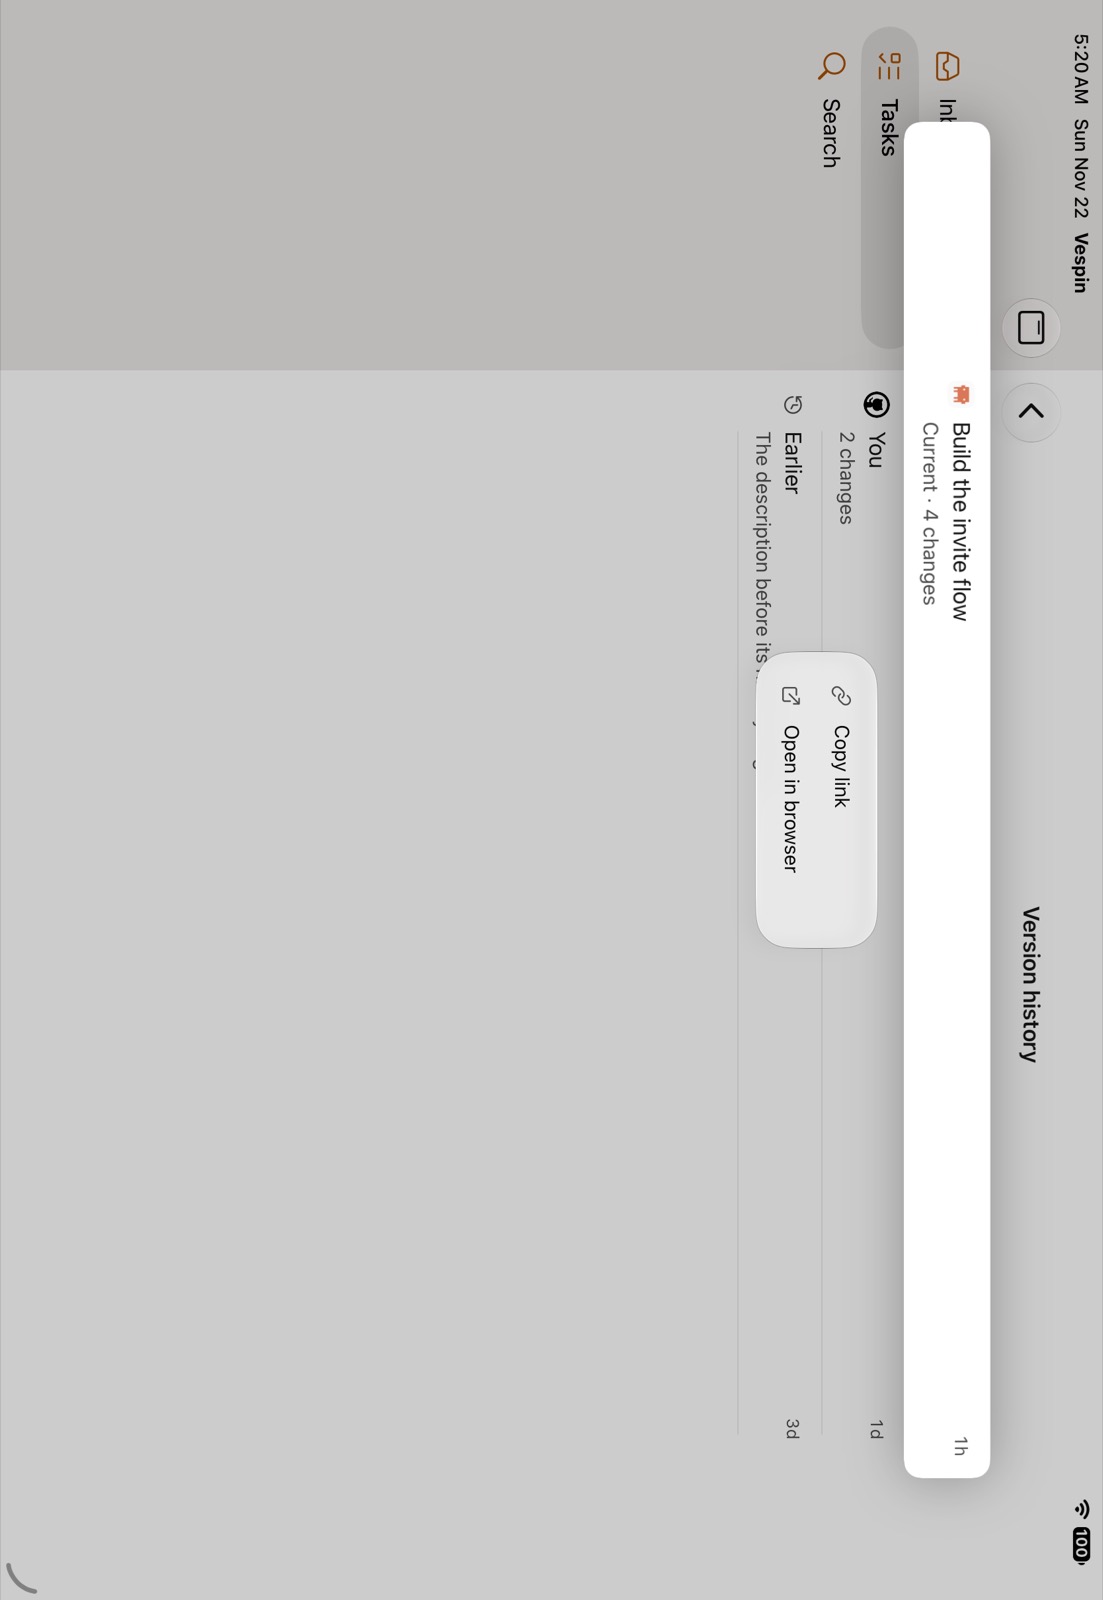 5:20 AM Sun Nov 22 Vespin
100
Version history
Build the invite flow
1h
Current · 4 changes
Tasks
Search
You
1d
2 changes
Copy link
Earlier
3d
Open in browser
The description before its